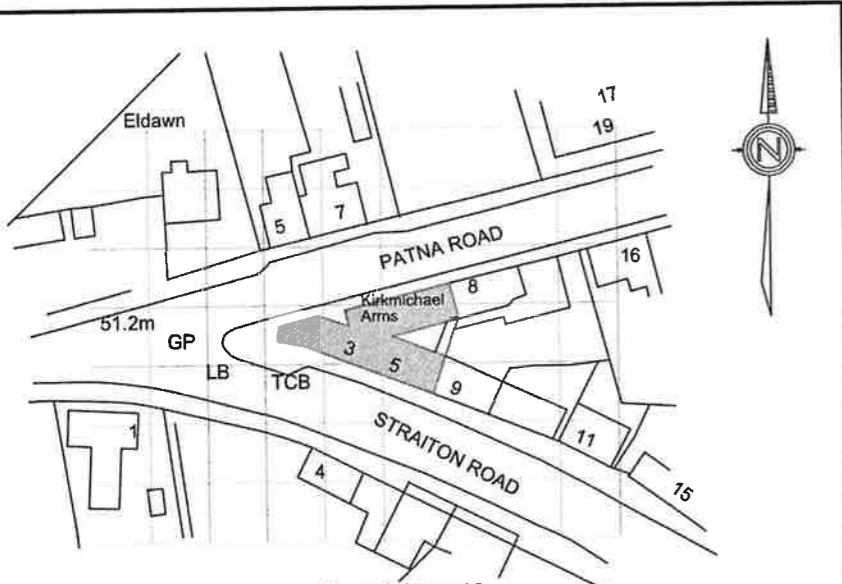 Eldawn
17
19
N
5
7
PATNA ROAD
16
8
Kirkmichael
Arms
51.2m
GP
3
5
LB
TCB
9
STRAITON ROAD
1
11
4
15